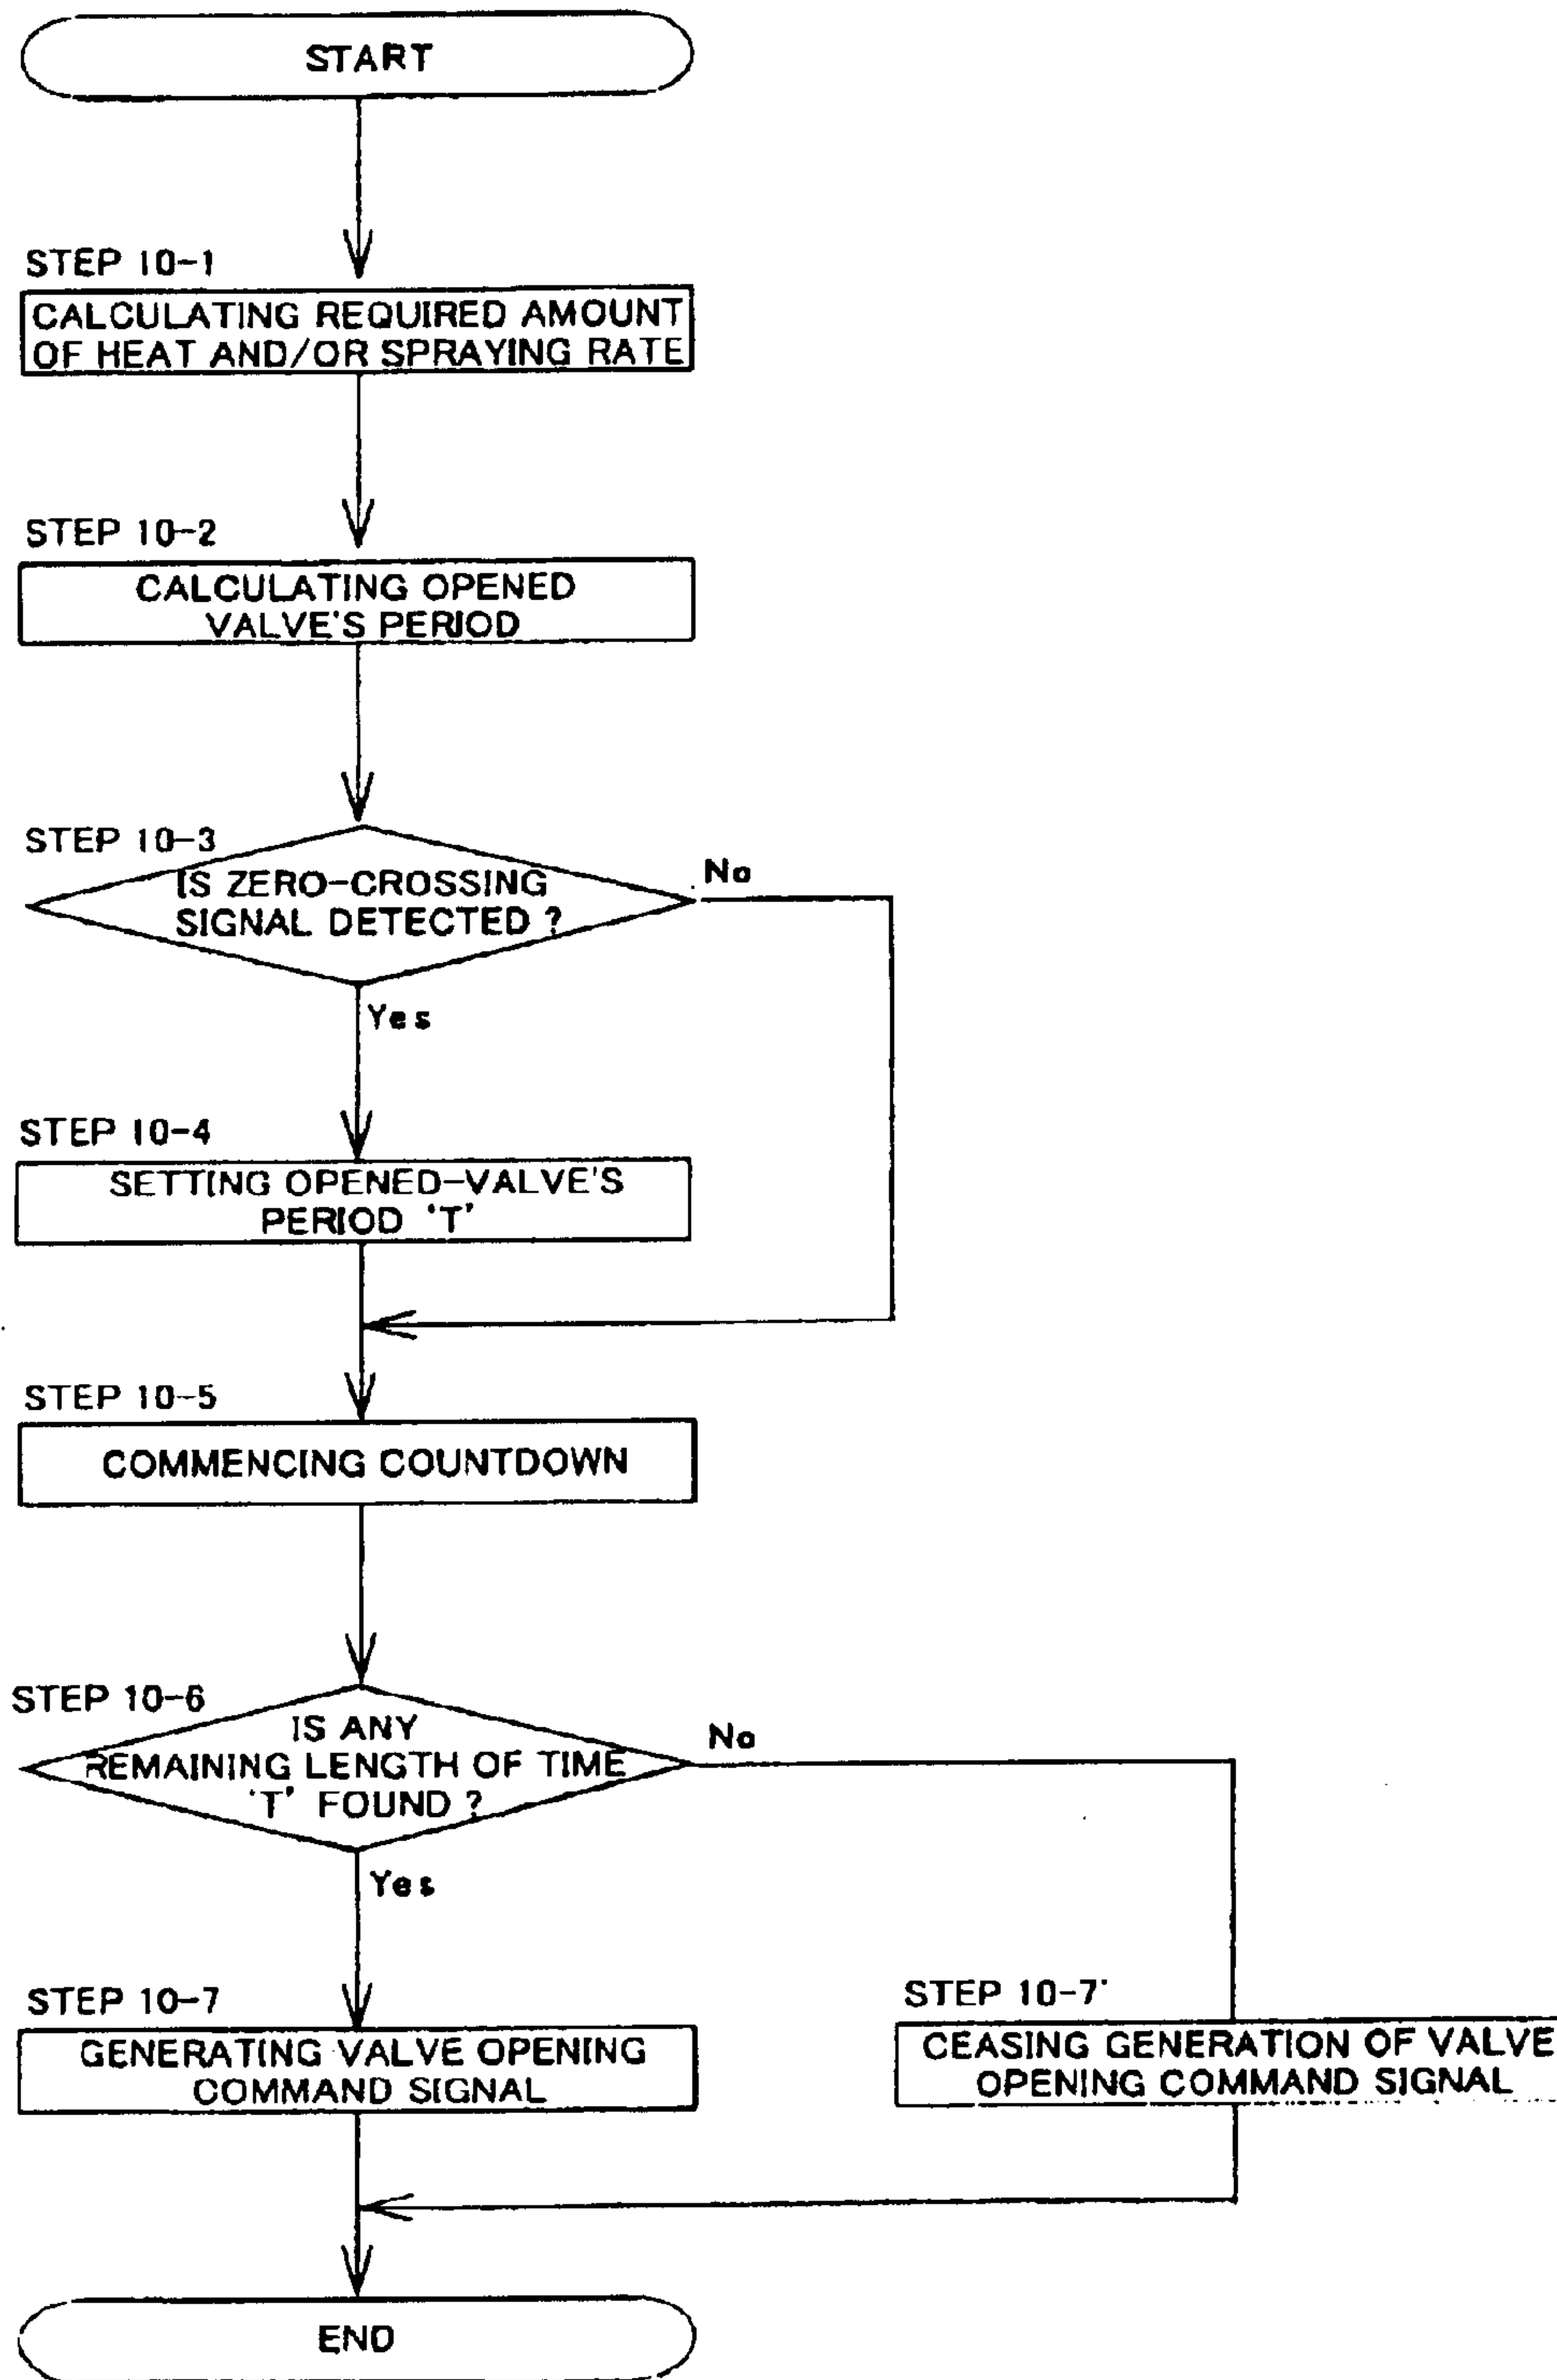 START
STEP 10-1
CALCULATING REQUIRED AMOUNT
OF HEAT AND/OR SPRAYING RATE
STEP 10-2
CALCULATING OPENED
VALVE'S PERIOD
STEP 10-3
IS ZERO-CROSSING
SIGNAL DETECTED ?
No
Yes
STEP 10-4
SETTING OPENED-VALVE'S
PERIOD 'T'
STEP 10-5
COMMENCING COUNTDOWN
STEP 10-6
IS ANY
REMAINING LENGTH OF TIME
'T' FOUND ?
No
Yes
STEP 10-7
GENERATING VALVE OPENING
COMMAND SIGNAL
STEP 10-7'
CEASING GENERATION OF VALVE
OPENING COMMAND SIGNAL
END